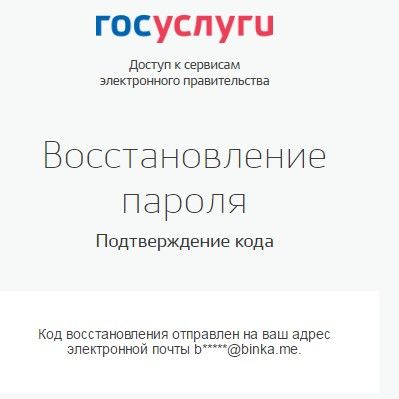 госуслуги
Доступ к сервисам
электронного правительства
Восстановление
пароля
Подтверждение кода
Код восстановления отправлен на ваш адрес
электронной почты b*****@binka.me.